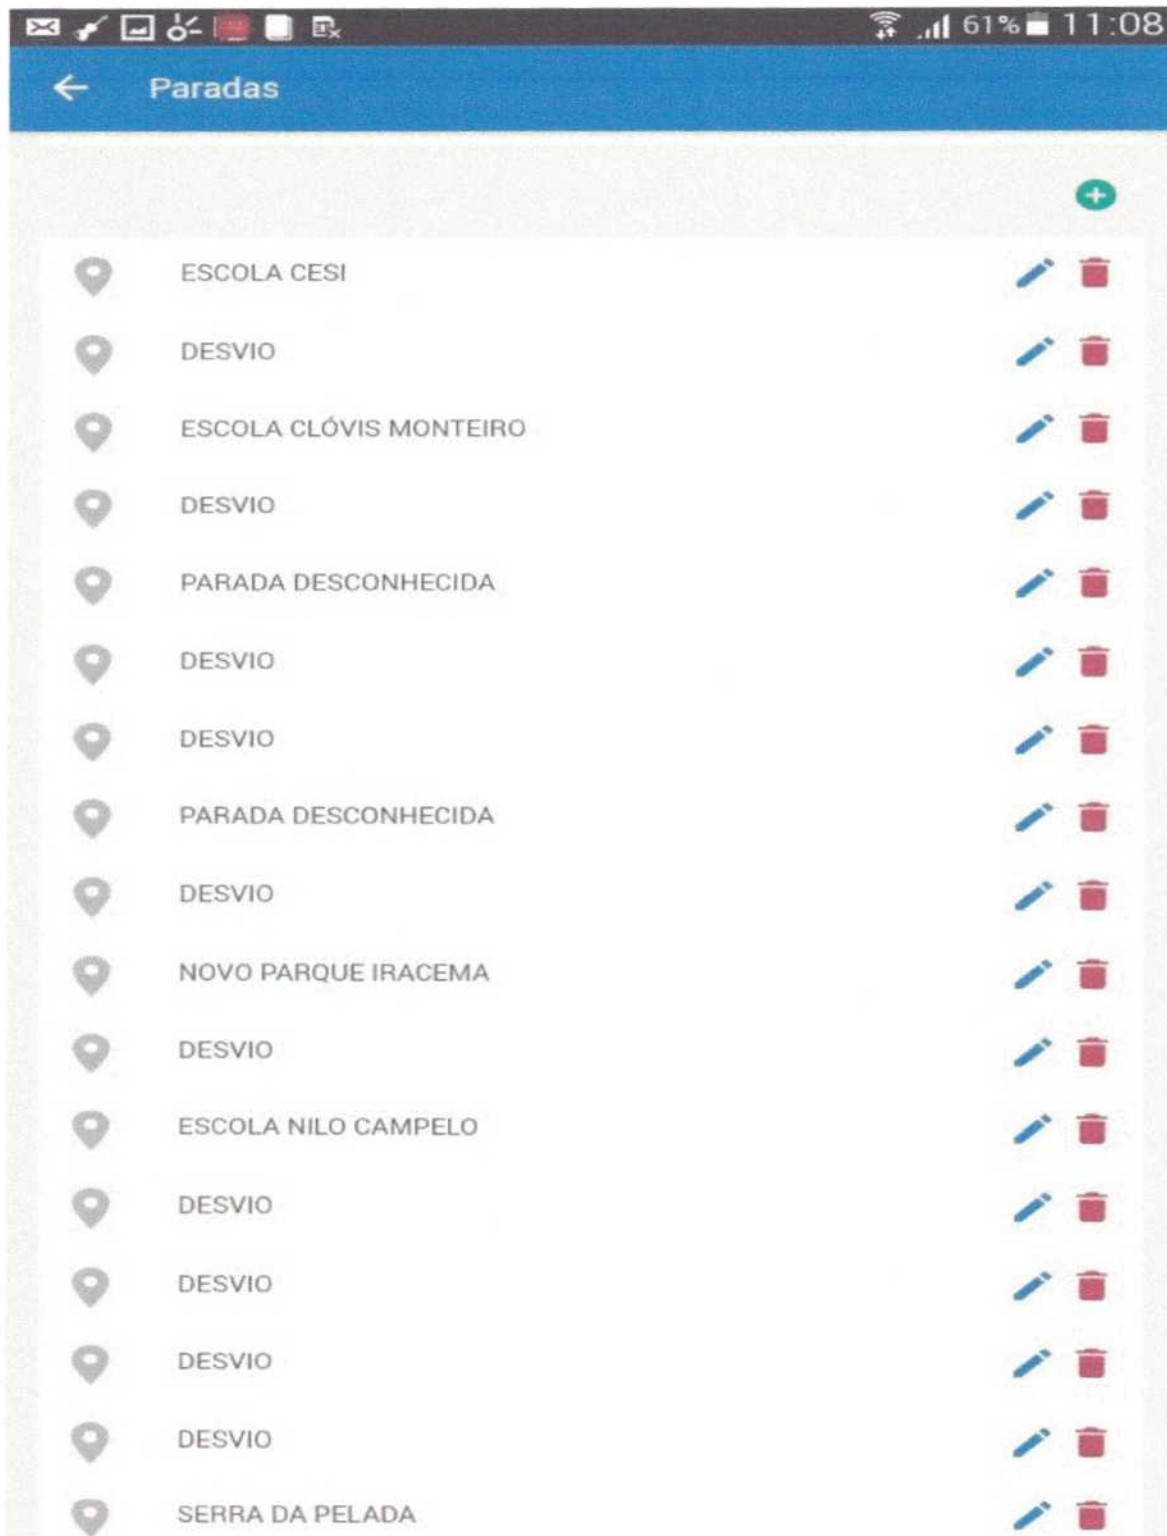 61% 11:08
Paradas
ESCOLA CESI
DESVIO
ESCOLA CLÓVIS MONTEIRO
DESVIO
PARADA DESCONHECIDA
DESVIO
DESVIO
PARADA DESCONHECIDA
DESVIO
NOVO PARQUE IRACEMA
DESVIO
ESCOLA NILO CAMPELO
DESVIO
DESVIO
DESVIO
DESVIO
SERRA DA PELADA